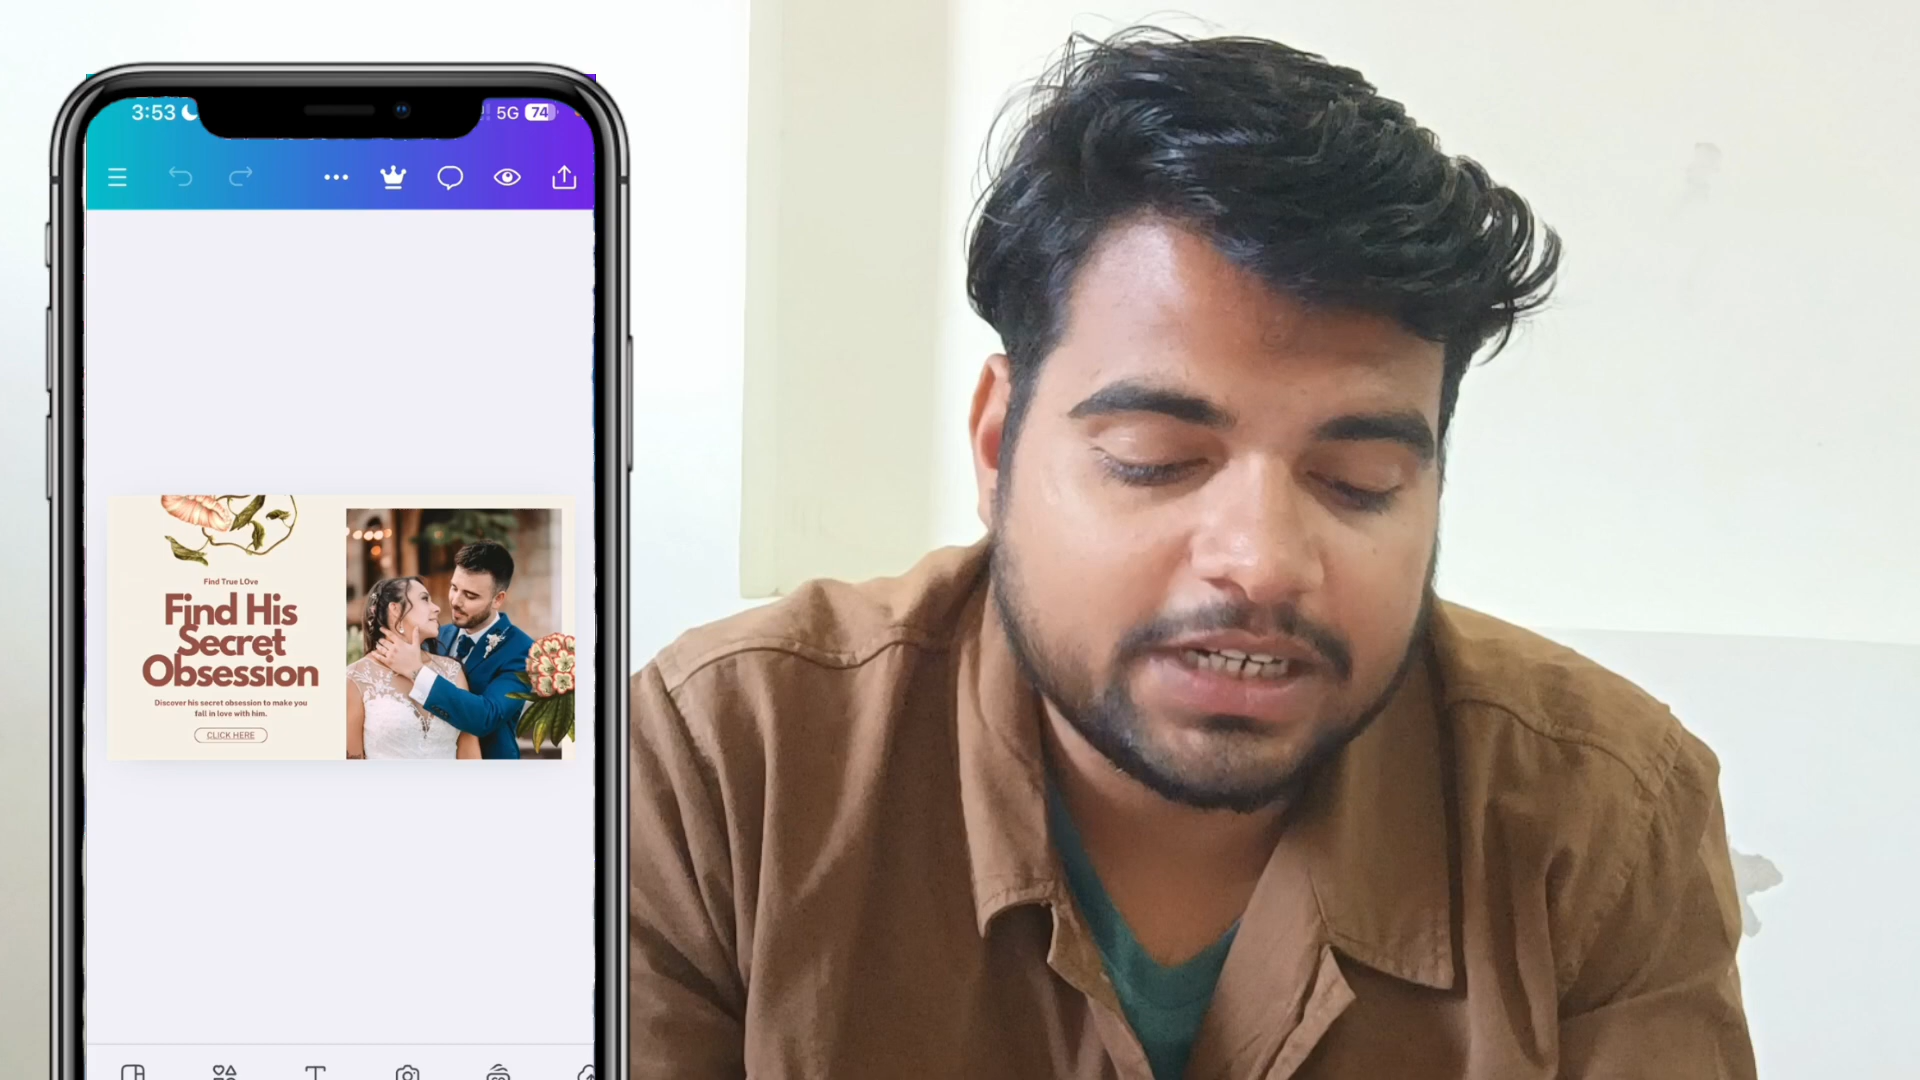 3:53
5G 74
Find True LOve
Find His
Secret
Obsession
Discover his secret obsession to make you
fall in love with him.
CLICK HERE